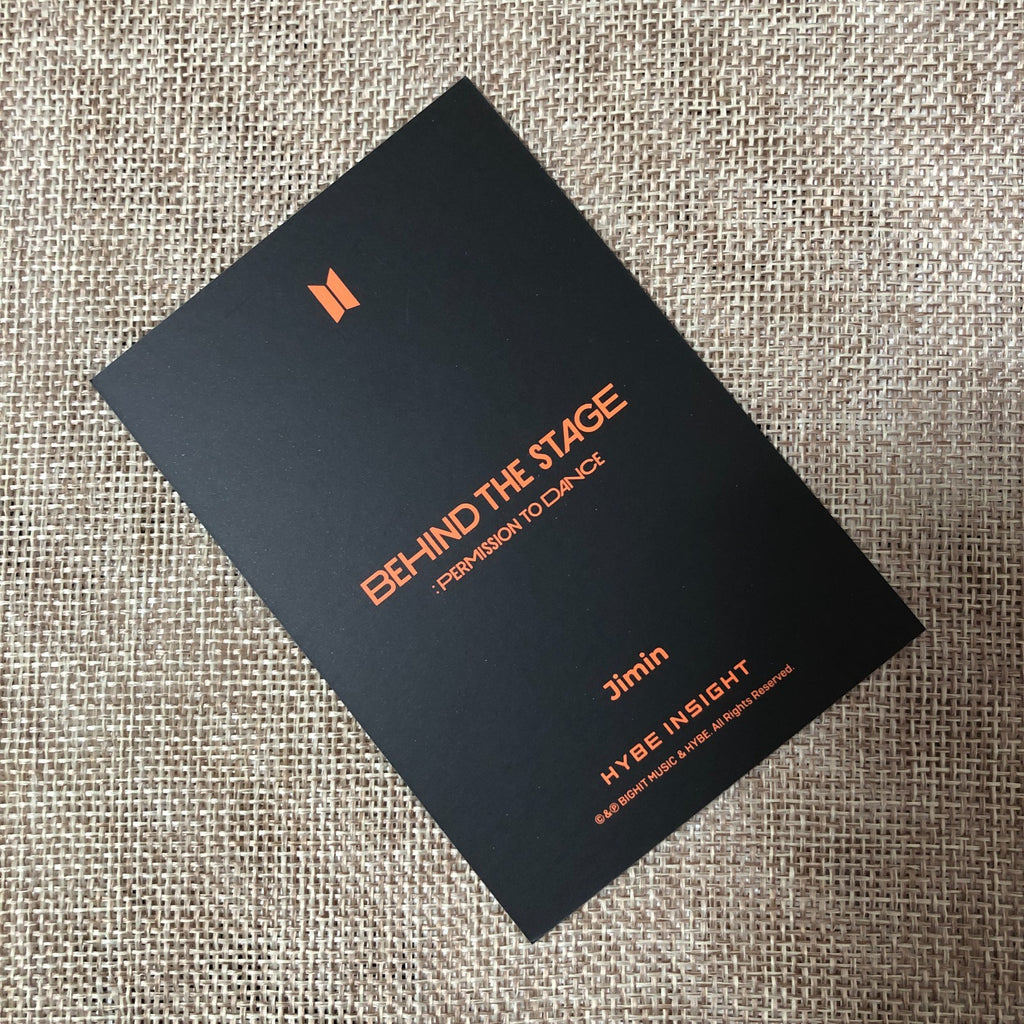 BEHIND THE STAGE
: PERMISSION TO DANCE
Jimin
HYBE INSIGHT
©&℗ BIGHIT MUSIC & HYBE. All Rights Reserved.